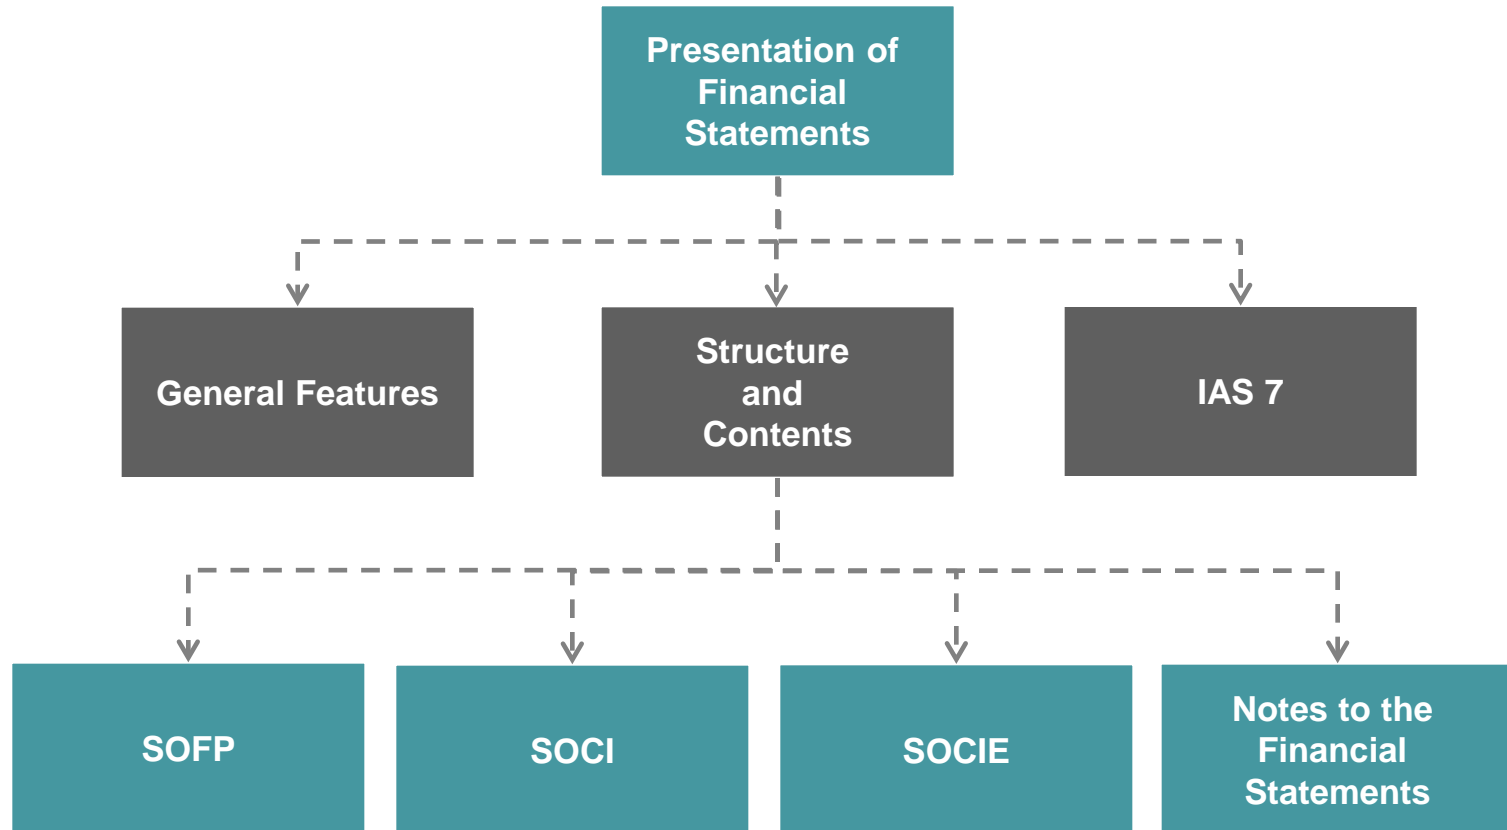 Presentation of
Financial
Statements
General Features
Structure
and
Contents
IAS 7
SOFP
SOCI
SOCIE
Notes to the
Financial
Statements